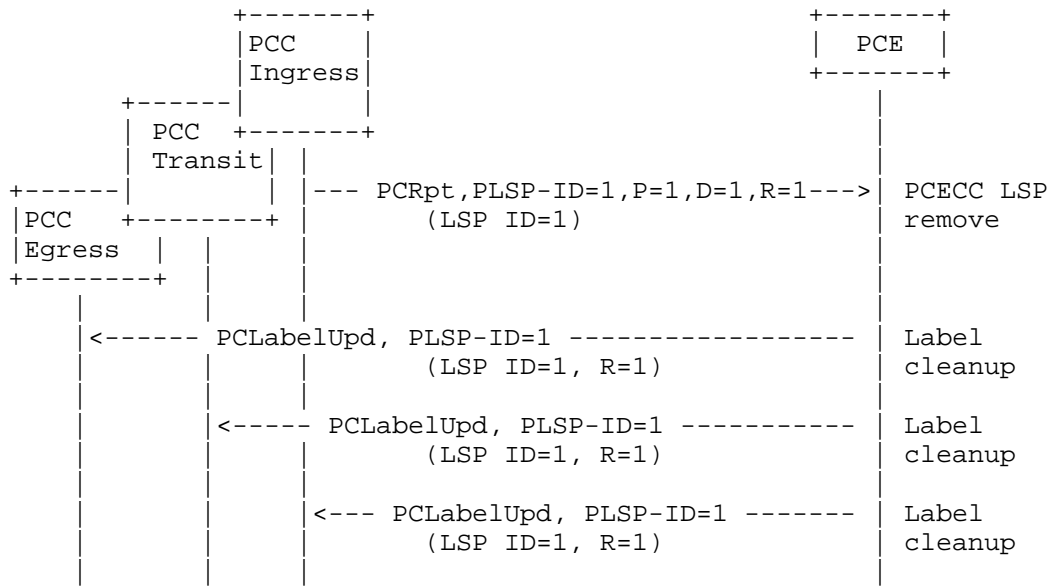 PCC PCE
Ingress
PCC
Transit
--- PCRpt,PLSP-ID=1,P=1,D=1,R=1---> PCECC LSP
PCC (LSP ID=1) remove
Egress
<------ PCLabelUpd, PLSP-ID=1 ------------------ Label
(LSP ID=1, R=1) cleanup
<----- PCLabelUpd, PLSP-ID=1 ----------- Label
(LSP ID=1, R=1) cleanup
<--- PCLabelUpd, PLSP-ID=1 ------- Label
(LSP ID=1, R=1) cleanup